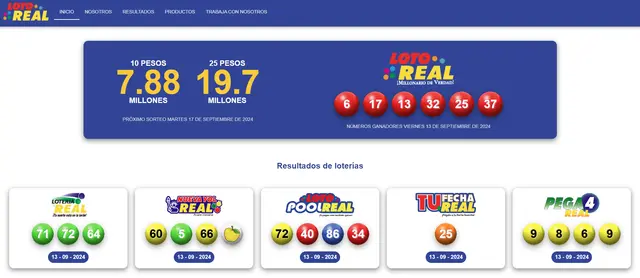 LOTO
REAL
INICIO NOSOTROS RESULTADOS PRODUCTOS TRABAJA CON NOSOTROS
10 PESOS 25 PESOS
7.88 19.7
MILLONES MILLONES
PRÓXIMO SORTEO MARTES 17 DE SEPTIEMBRE DE 2024
LOTO
REAL
¡MILLONARIO DE VERDAD!
6 17 13 32 25 37
NÚMEROS GANADORES VIERNES 13 DE SEPTIEMBRE DE 2024
Resultados de loterías
LOTERIA
REAL
71 72 64
13 - 09 - 2024
NUEVA YOL
REAL
60 5 66
13 - 09 - 2024
LOTO
POOL REAL
72 40 86 34
13 - 09 - 2024
TU FECHA
REAL
25
13 - 09 - 2024
PEGA 4
REAL
9 8 6 9
13 - 09 - 2024